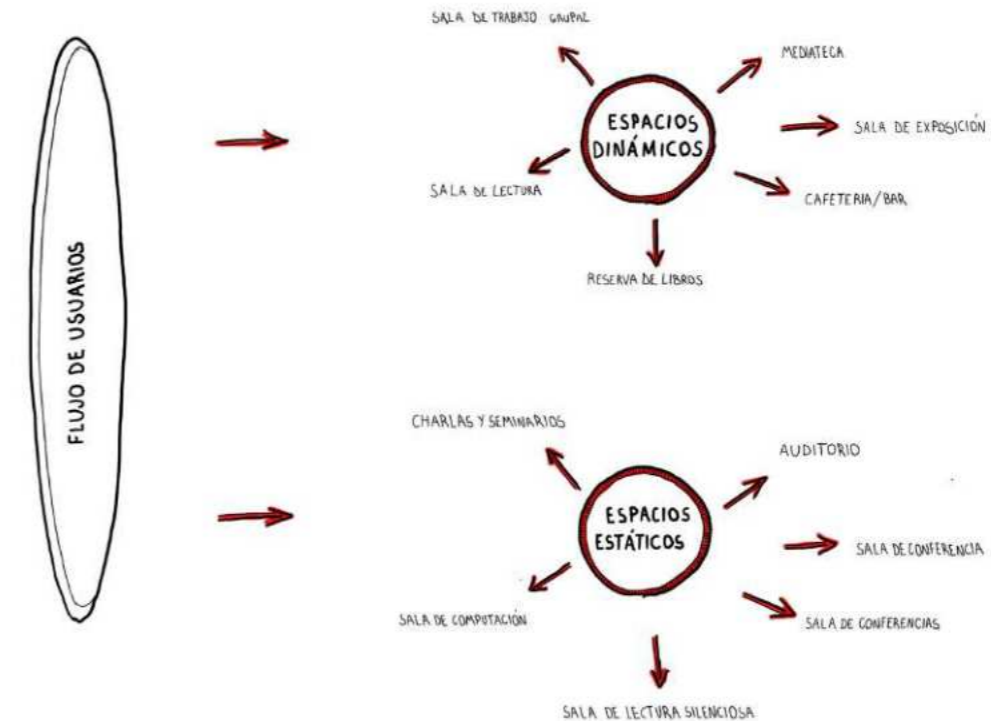 FLUJO DE USUARIOS
SALA DE TRABAJO GRUPAL
MEDIATECA
ESPACIOS
DINÁMICOS
SALA DE EXPOSICIÓN
SALA DE LECTURA
CAFETERIA/BAR
RESERVA DE LIBROS
CHARLAS Y SEMINARIOS
AUDITORIO
ESPACIOS
ESTÁTICOS
SALA DE CONFERENCIA
SALA DE COMPUTACIÓN
SALA DE CONFERENCIAS
SALA DE LECTURA SILENCIOSA